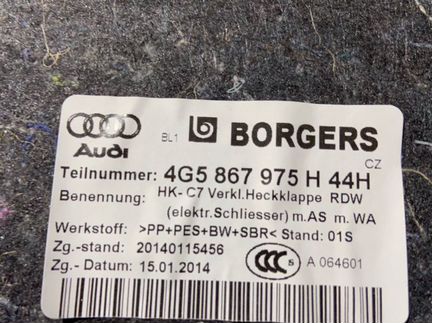 BL1 BORGERS
Audi
CZ
Teilnummer: 4G5 867 975 H 44H
Benennung: HK- C7 Verkl.Heckklappe RDW
(elektr.Schliesser) m.AS m. WA
Werkstoff: >PP+PES+BW+SBR< Stand: 01S
Zg.-stand: 20140115456
Zg.- Datum: 15.01.2014
CCC S A 064601